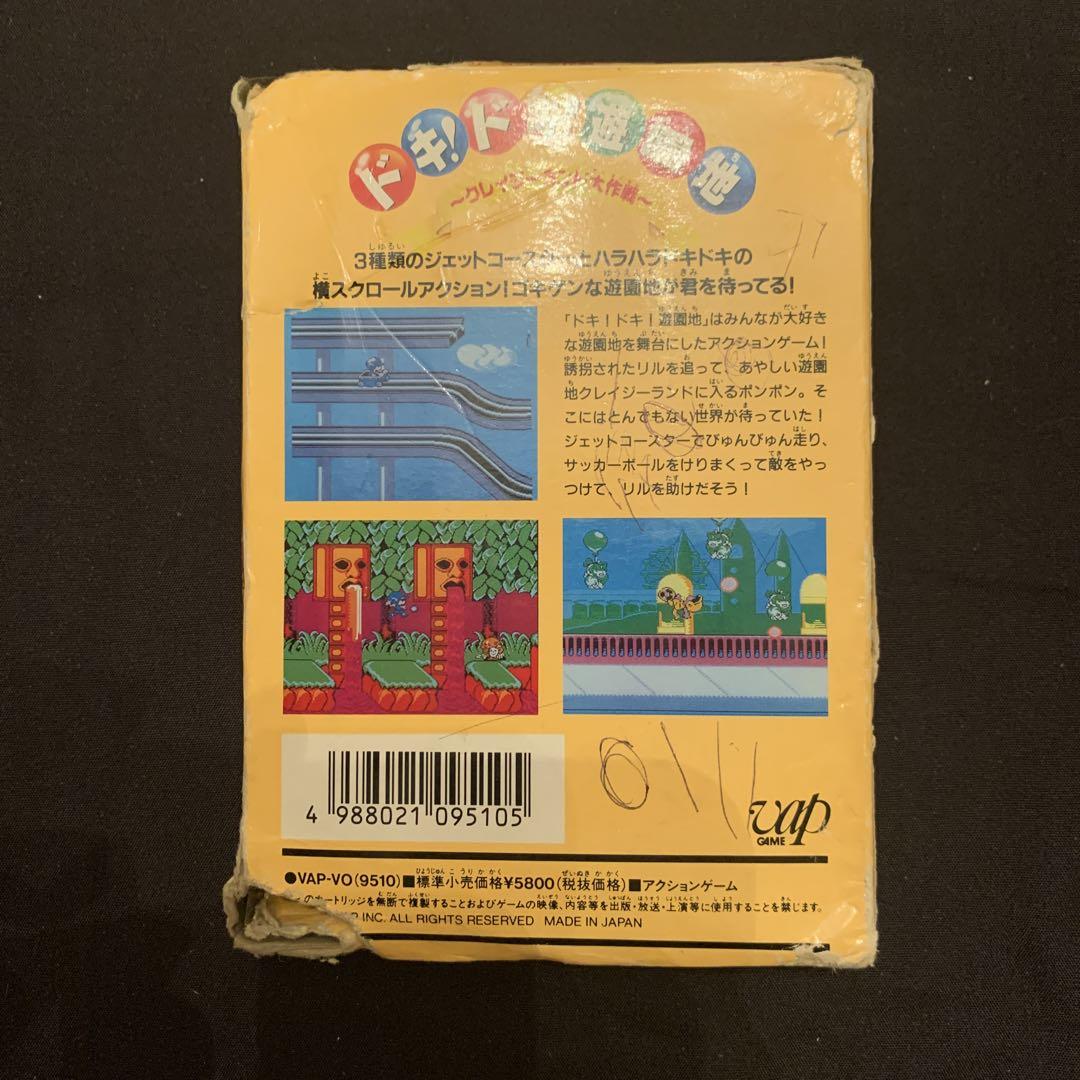 ドキ!ド 遊 地
~クレイジ 大作戦~
3種類のジェットコース とハラハラドキドキの
横スクロールアクション!ゴキゲンな遊園地が君を待ってる!
「ドキ!ドキ!遊園地」はみんなが大好き
な遊園地を舞台にしたアクションゲーム!
誘拐されたリルを追って、あやしい遊園
地クレイジーランドに入るポンポン。そ
こにはとんでもない世界が待っていた!
ジェットコースターでびゅんびゅん走り、
サッカーボールをけりまくって敵をやっ
つけて、リルを助けだそう!
4 988021 095105
vap
GAME
●VAP-VO(9510)■標準小売価格¥5800(税抜価格)■アクションゲーム
のカートリッジを無断で複製することおよびゲームの映像、内容等を出版・放送・上演等に使用することを禁じます。
INC. ALL RIGHTS RESERVED MADE IN JAPAN